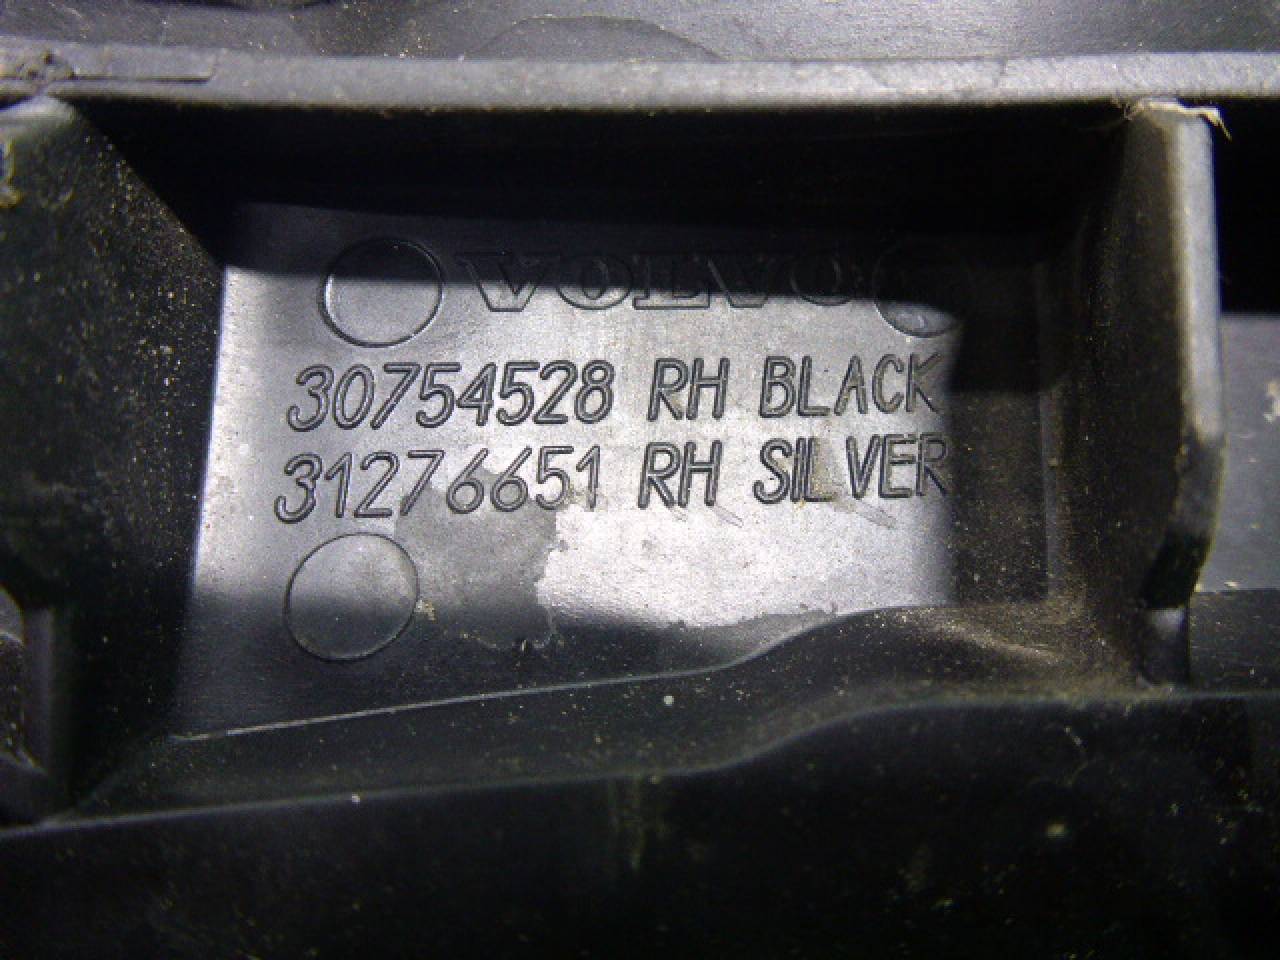 VOLVO
30754528 RH BLACK
31276651 RH SILVER